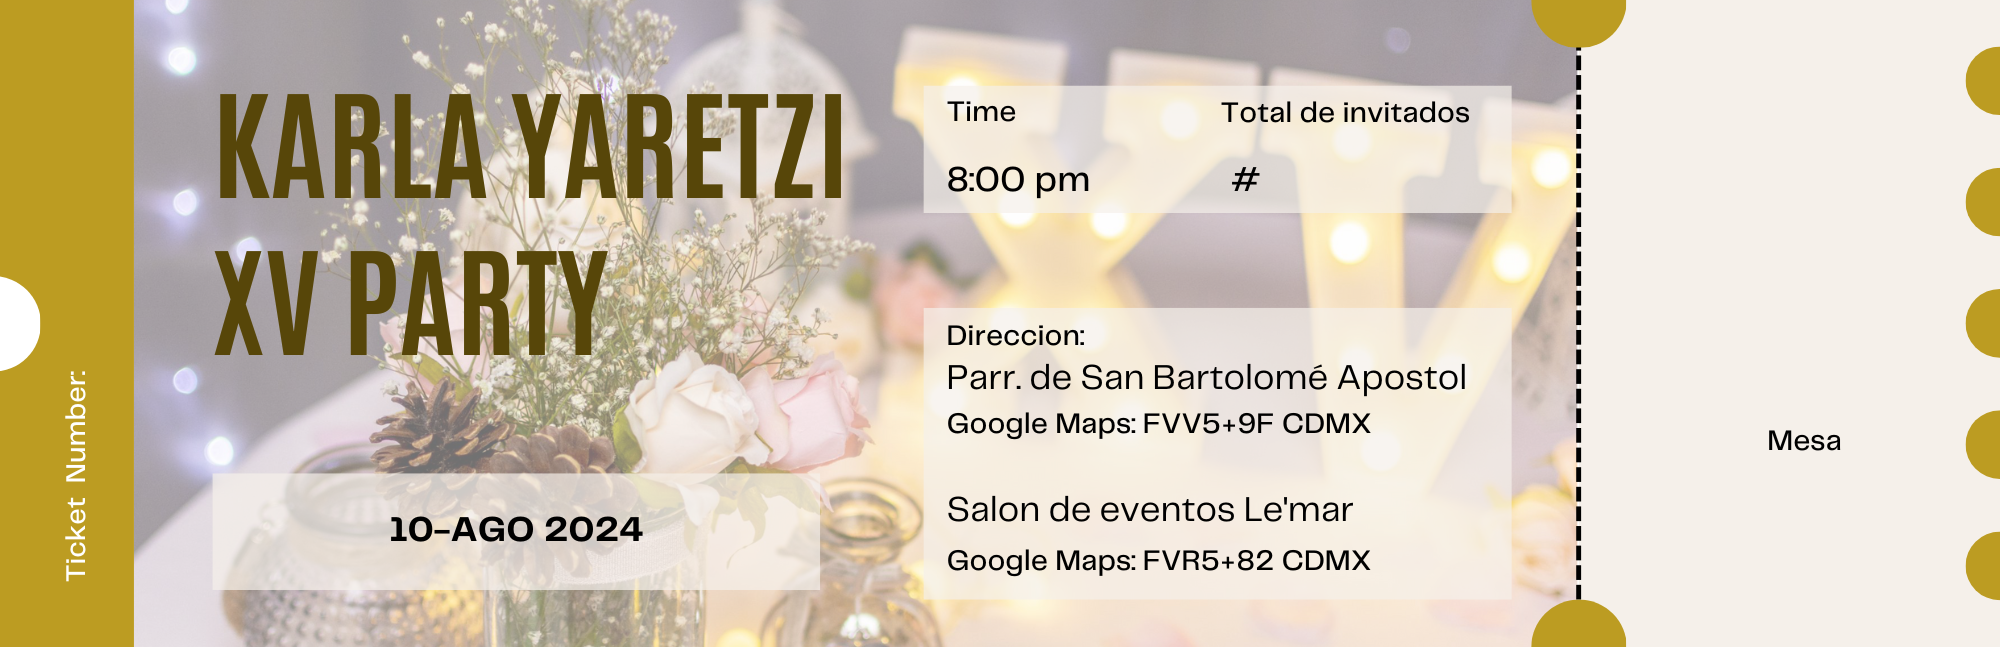 Ticket Number:
KARLA YARETZI
XV PARTY
10-AGO 2024
Time
8:00 pm
Total de invitados
#
Direccion:
Parr. de San Bartolomé Apostol
Google Maps: FVV5+9F CDMX
Salon de eventos Le'mar
Google Maps: FVR5+82 CDMX
Mesa
XV